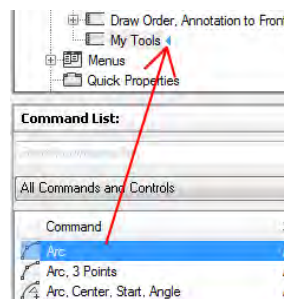 Draw Order, Annotation to Fron
My Tools
Menus
Quick Properties
Command List:
All Commands and Controls
Command
Arc
Arc, 3 Points
Arc, Center, Start, Angle